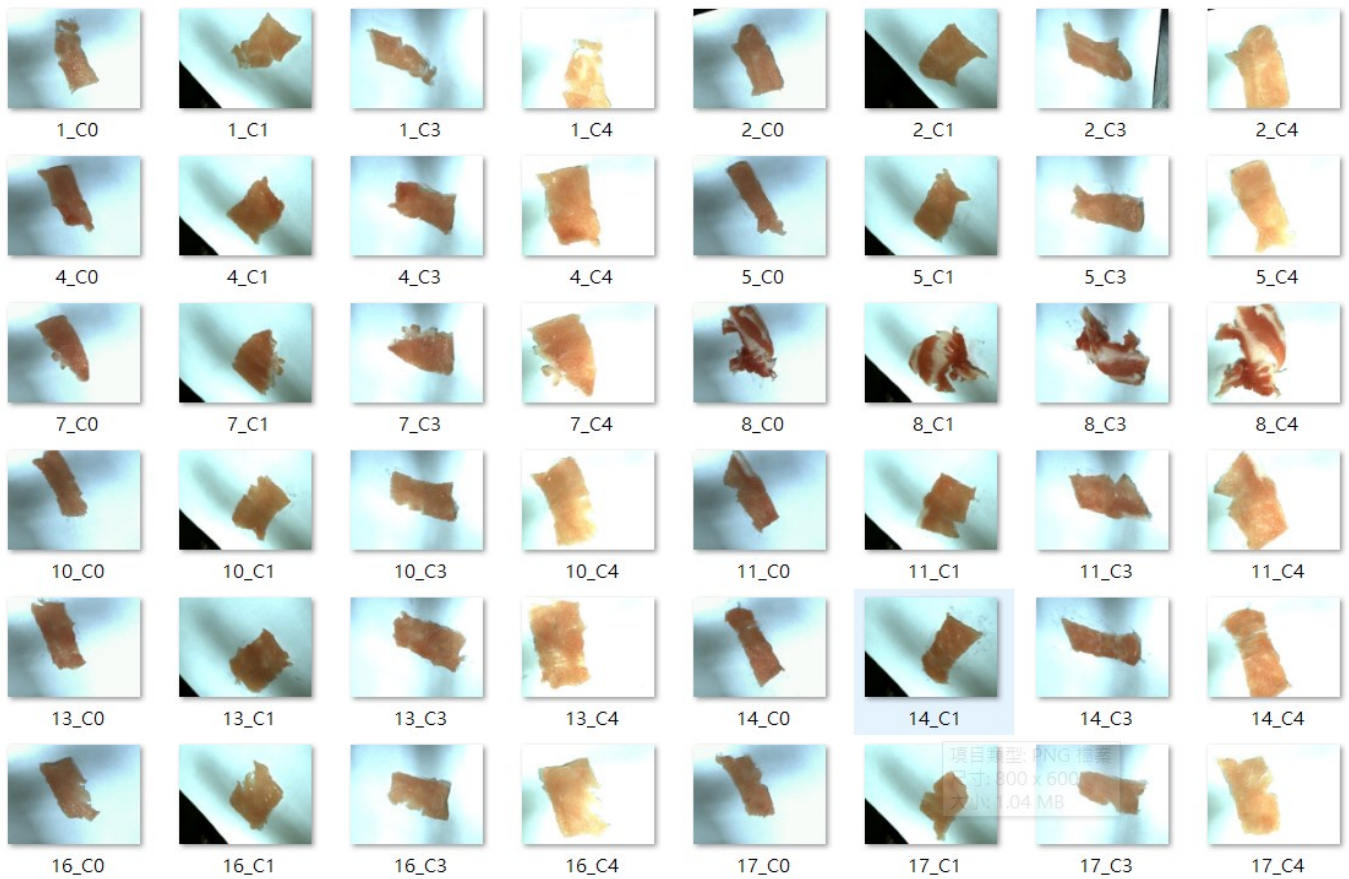 1_C0 1_C1 1_C3 1_C4 2_C0 2_C1 2_C3 2_C4
4_C0 4_C1 4_C3 4_C4 5_C0 5_C1 5_C3 5_C4
7_C0 7_C1 7_C3 7_C4 8_C0 8_C1 8_C3 8_C4
10_C0 10_C1 10_C3 10_C4 11_C0 11_C1 11_C3 11_C4
13_C0 13_C1 13_C3 13_C4 14_C0 14_C1 14_C3 14_C4
項目類型: PNG 檔案
尺寸: 800 x 600
大小: 1.04 MB
16_C0 16_C1 16_C3 16_C4 17_C0 17_C1 17_C3 17_C4